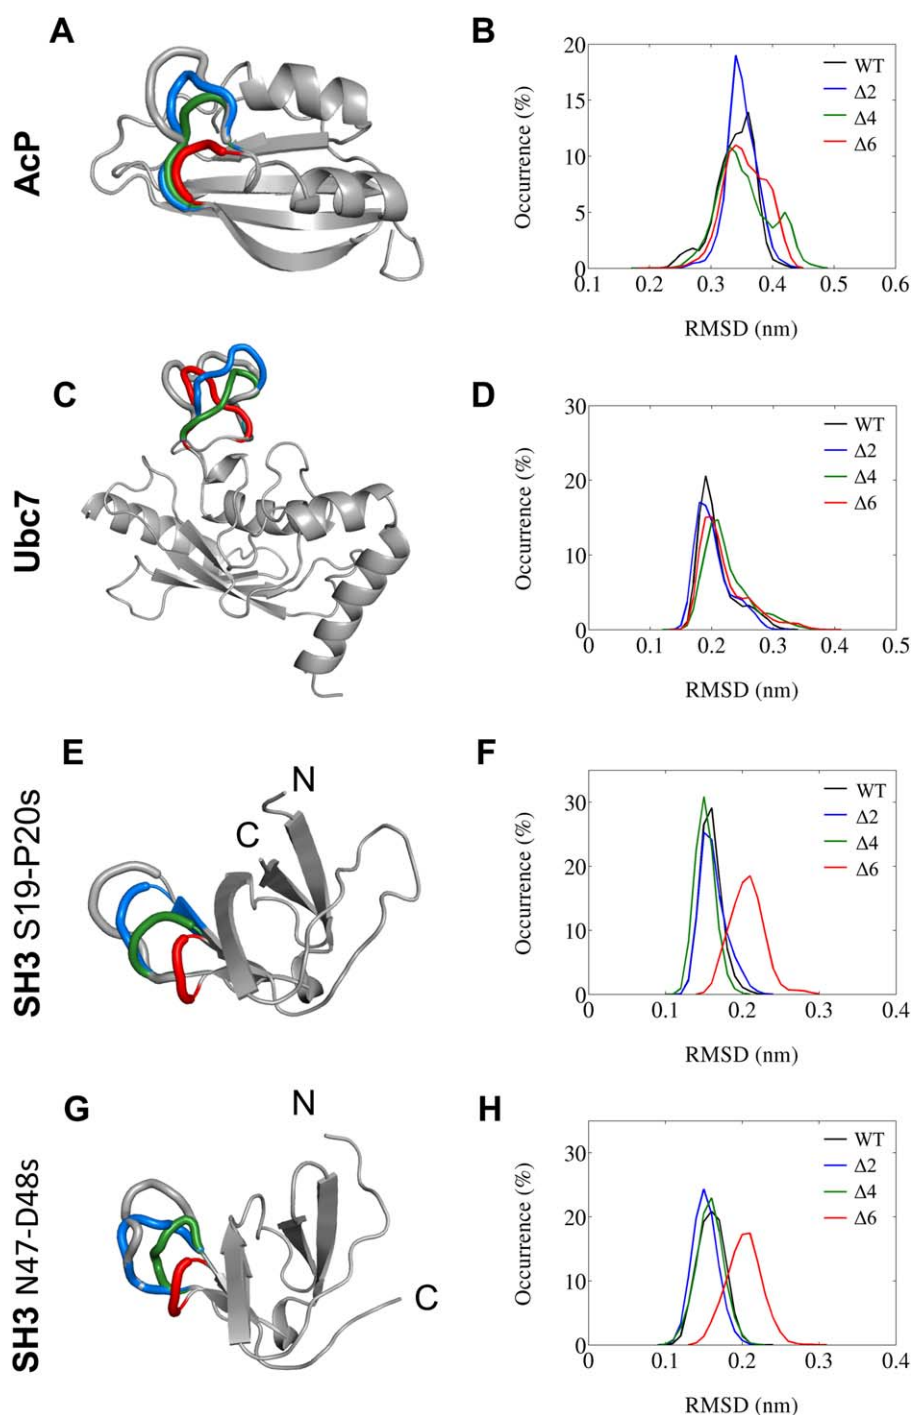 A
AcP
B
20
15
10
5
0
Occurrence (%)
WT
Δ2
Δ4
Δ6
0.1 0.2 0.3 0.4 0.5 0.6
RMSD (nm)
C
Ubc7
D
30
20
10
0
Occurrence (%)
WT
Δ2
Δ4
Δ6
0 0.1 0.2 0.3 0.4 0.5
RMSD (nm)
E
SH3 S19-P20s
N
C
F
30
20
10
0
Occurrence (%)
WT
Δ2
Δ4
Δ6
0 0.1 0.2 0.3 0.4
RMSD (nm)
G
SH3 N47-D48s
N
C
H
30
20
10
0
Occurrence (%)
WT
Δ2
Δ4
Δ6
0 0.1 0.2 0.3 0.4
RMSD (nm)